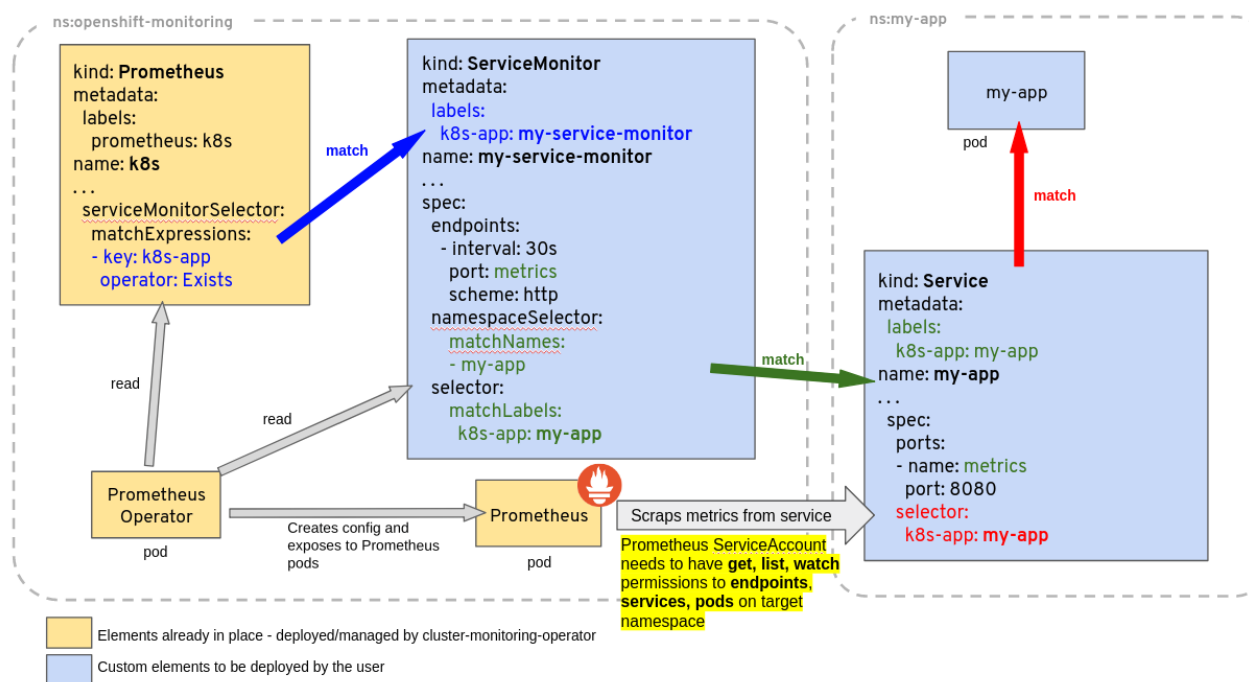 ns:openshift-monitoring
kind: Prometheus
metadata:
labels:
prometheus: k8s
name: k8s
...
serviceMonitorSelector:
matchExpressions:
- key: k8s-app
operator: Exists
match
kind: ServiceMonitor
metadata:
labels:
k8s-app: my-service-monitor
name: my-service-monitor
...
spec:
endpoints:
- interval: 30s
port: metrics
scheme: http
namespaceSelector:
matchNames:
- my-app
selector:
matchLabels:
k8s-app: my-app
read
read
Prometheus
Operator
pod
Creates config and
exposes to Prometheus
pods
Prometheus
pod
Scraps metrics from service
Prometheus ServiceAccount
needs to have get, list, watch
permissions to endpoints,
services, pods on target
namespace
match
ns:my-app
my-app
pod
match
kind: Service
metadata:
labels:
k8s-app: my-app
name: my-app
...
spec:
ports:
- name: metrics
port: 8080
selector:
k8s-app: my-app
Elements already in place - deployed/managed by cluster-monitoring-operator
Custom elements to be deployed by the user